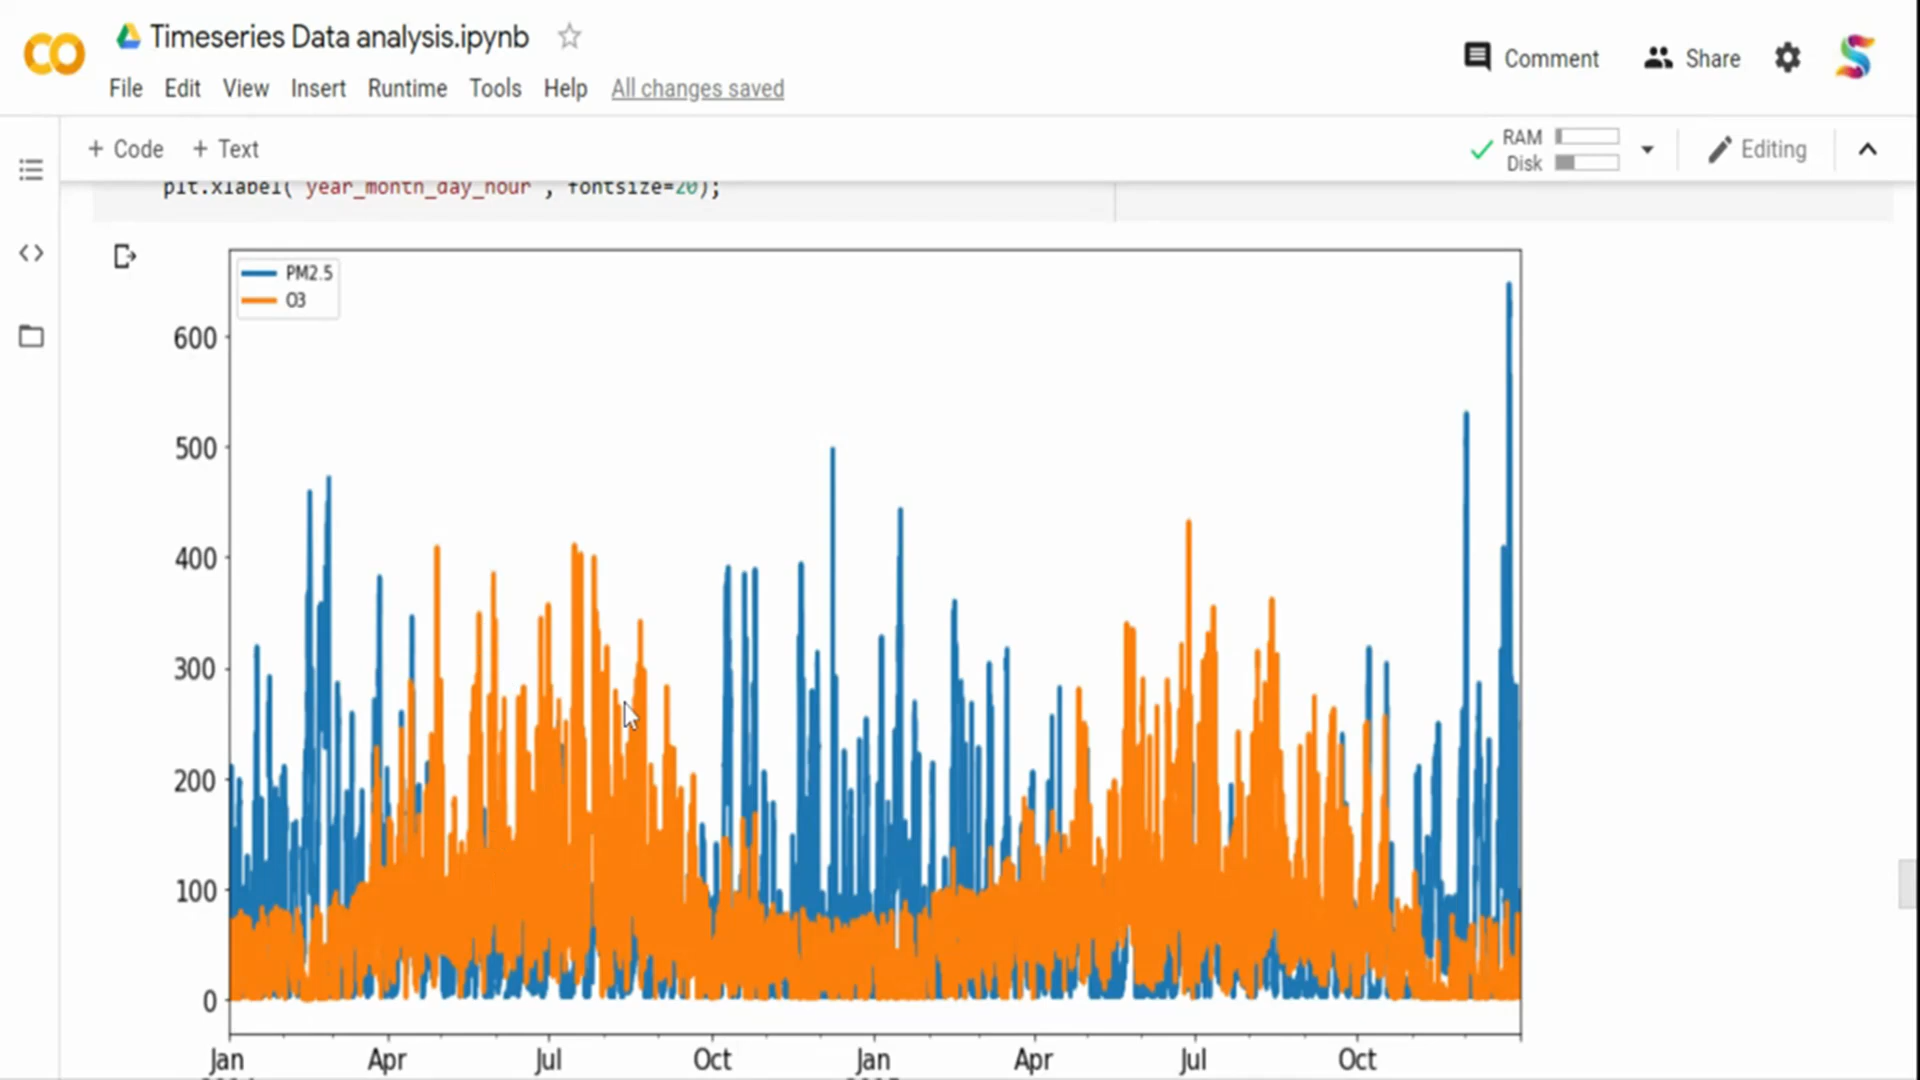 Timeseries Data analysis.ipynb
Comment
Share
File Edit View Insert Runtime Tools Help All changes saved
+ Code + Text
RAM
Disk
Editing
plt.xlabel('year_month_day_hour', fontsize=20);
PM2.5
O3
600
500
400
300
200
100
0
Jan Apr Jul Oct Jan Apr Jul Oct